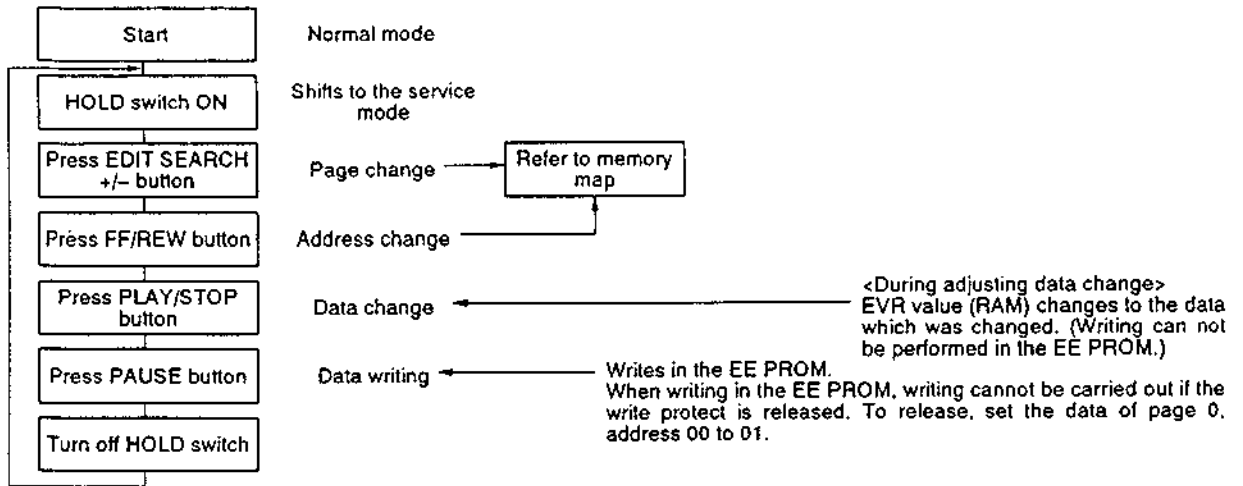 Start
Normal mode
HOLD switch ON
Shifts to the service
mode
Press EDIT SEARCH
+/– button
Page change
Refer to memory
map
Press FF/REW button
Address change
Press PLAY/STOP
button
Data change
<During adjusting data change>
EVR value (RAM) changes to the data
which was changed. (Writing can not
be performed in the EE PROM.)
Press PAUSE button
Data writing
Writes in the EE PROM.
When writing in the EE PROM, writing cannot be carried out if the
write protect is released. To release, set the data of page 0,
address 00 to 01.
Turn off HOLD switch